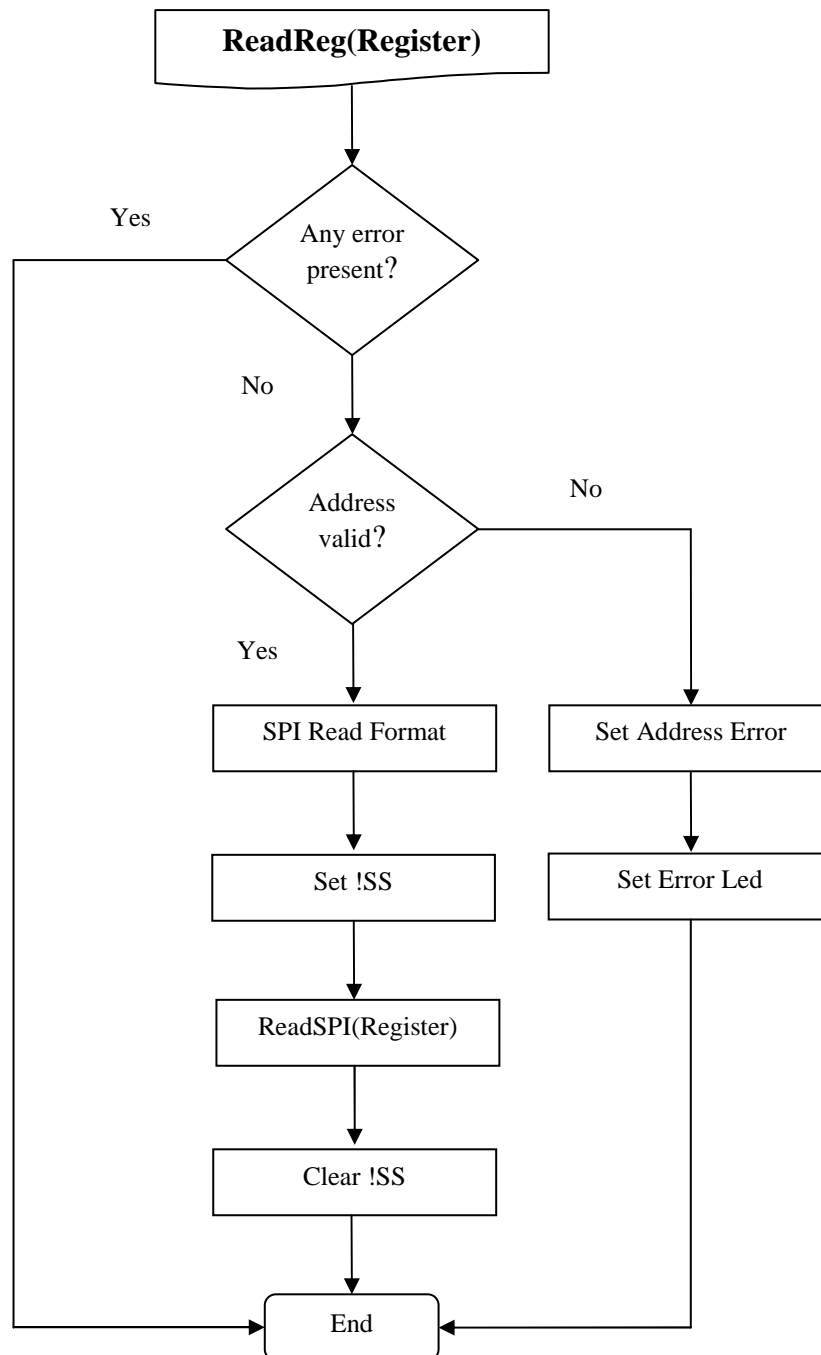 ReadReg(Register)
Yes
Any error
present?
No
Address
valid?
No
Yes
SPI Read Format
Set Address Error
Set !SS
Set Error Led
ReadSPI(Register)
Clear !SS
End